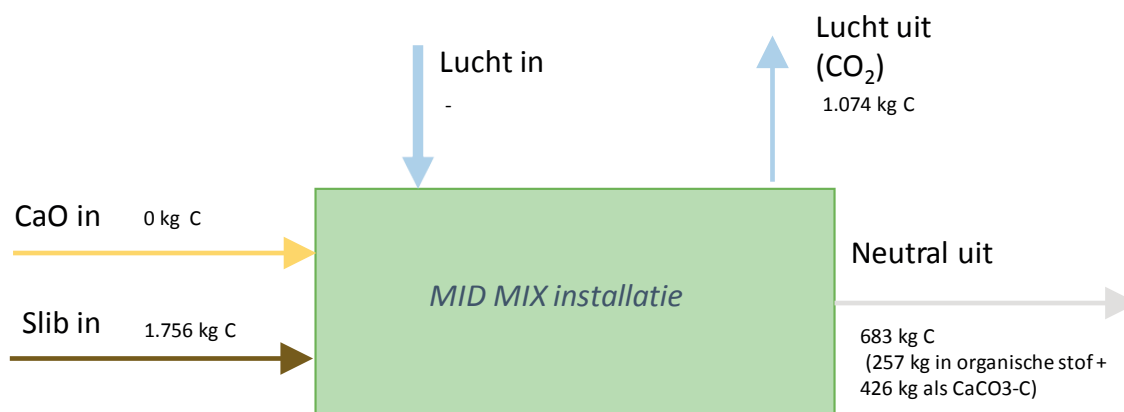 Lucht uit
(CO₂)
1.074 kg C
Lucht in
-
CaO in 0 kg C
Neutral uit
MID MIX installatie
Slib in 1.756 kg C
683 kg C
(257 kg in organische stof +
426 kg als CaCO3-C)